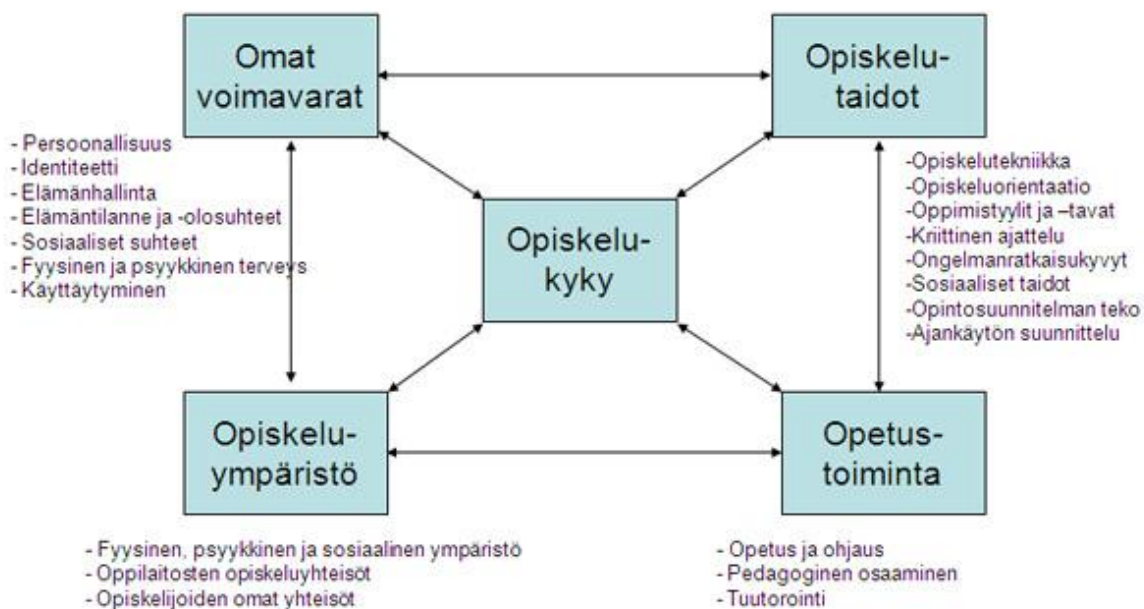 Omat
voimavarat
Opiskelu-
taidot
- Persoonallisuus
- Identiteetti
- Elämänhallinta
- Elämäntilanne ja -olosuhteet
- Sosiaaliset suhteet
- Fyysinen ja psyykkinen terveys
- Käyttäytyminen
Opiskelu-
kyky
-Opiskelutekniikka
-Opiskeluorientaatio
-Oppimistyylit ja –tavat
-Kriittinen ajattelu
-Ongelmanratkaisukyvyt
-Sosiaaliset taidot
-Opintosuunnitelman teko
-Ajankäytön suunnittelu
Opiskelu-
ympäristö
Opetus-
toiminta
- Fyysinen, psyykkinen ja sosiaalinen ympäristö
- Oppilaitosten opiskeluyhteisöt
- Opiskelijoiden omat yhteisöt
- Opetus ja ohjaus
- Pedagoginen osaaminen
- Tuutorointi